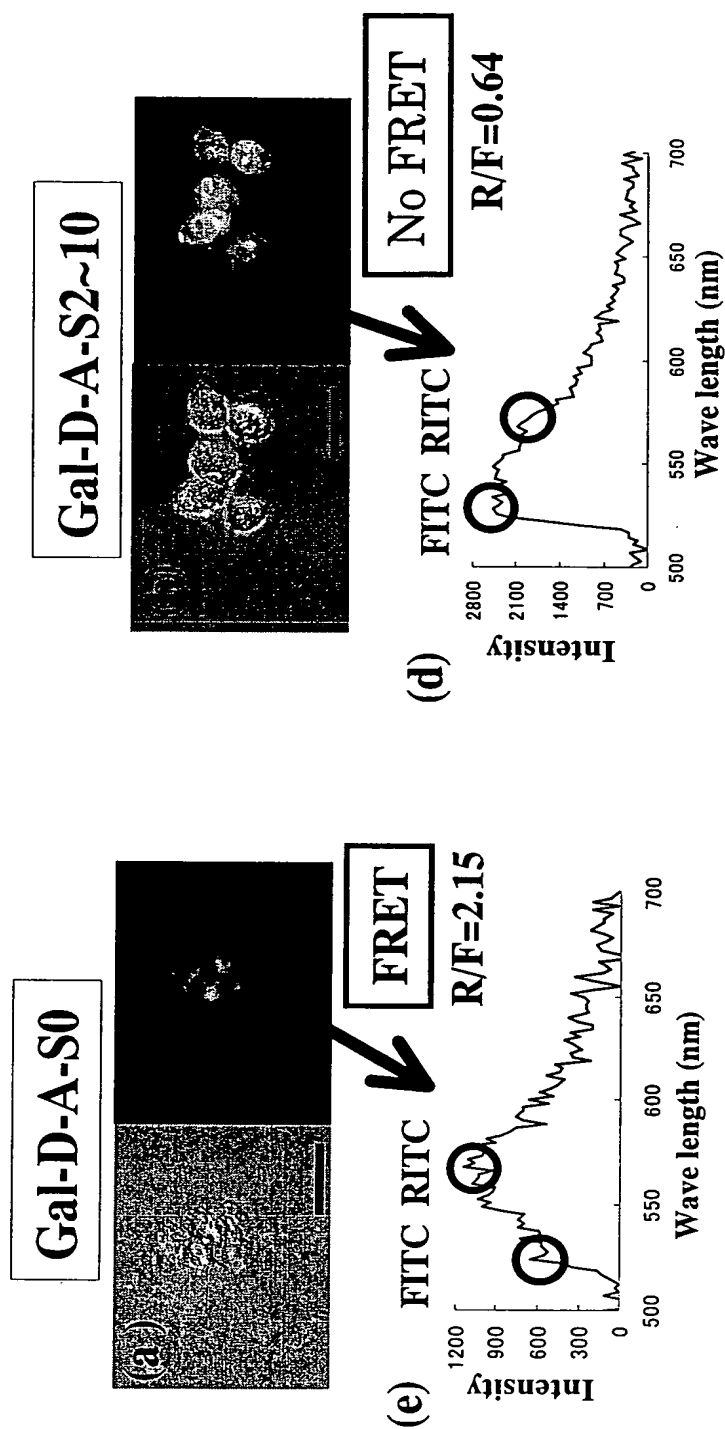 Gal-D-A-S0
(a)
FRET
R/F=2.15
(e)
FITC RITC
Intensity
1200
900
600
300
0
500
550
600
650
700
Wave length (nm)
Gal-D-A-S2~10
No FRET
R/F=0.64
(d)
FITC RITC
Intensity
2800
2100
1400
700
0
500
550
600
650
700
Wave length (nm)